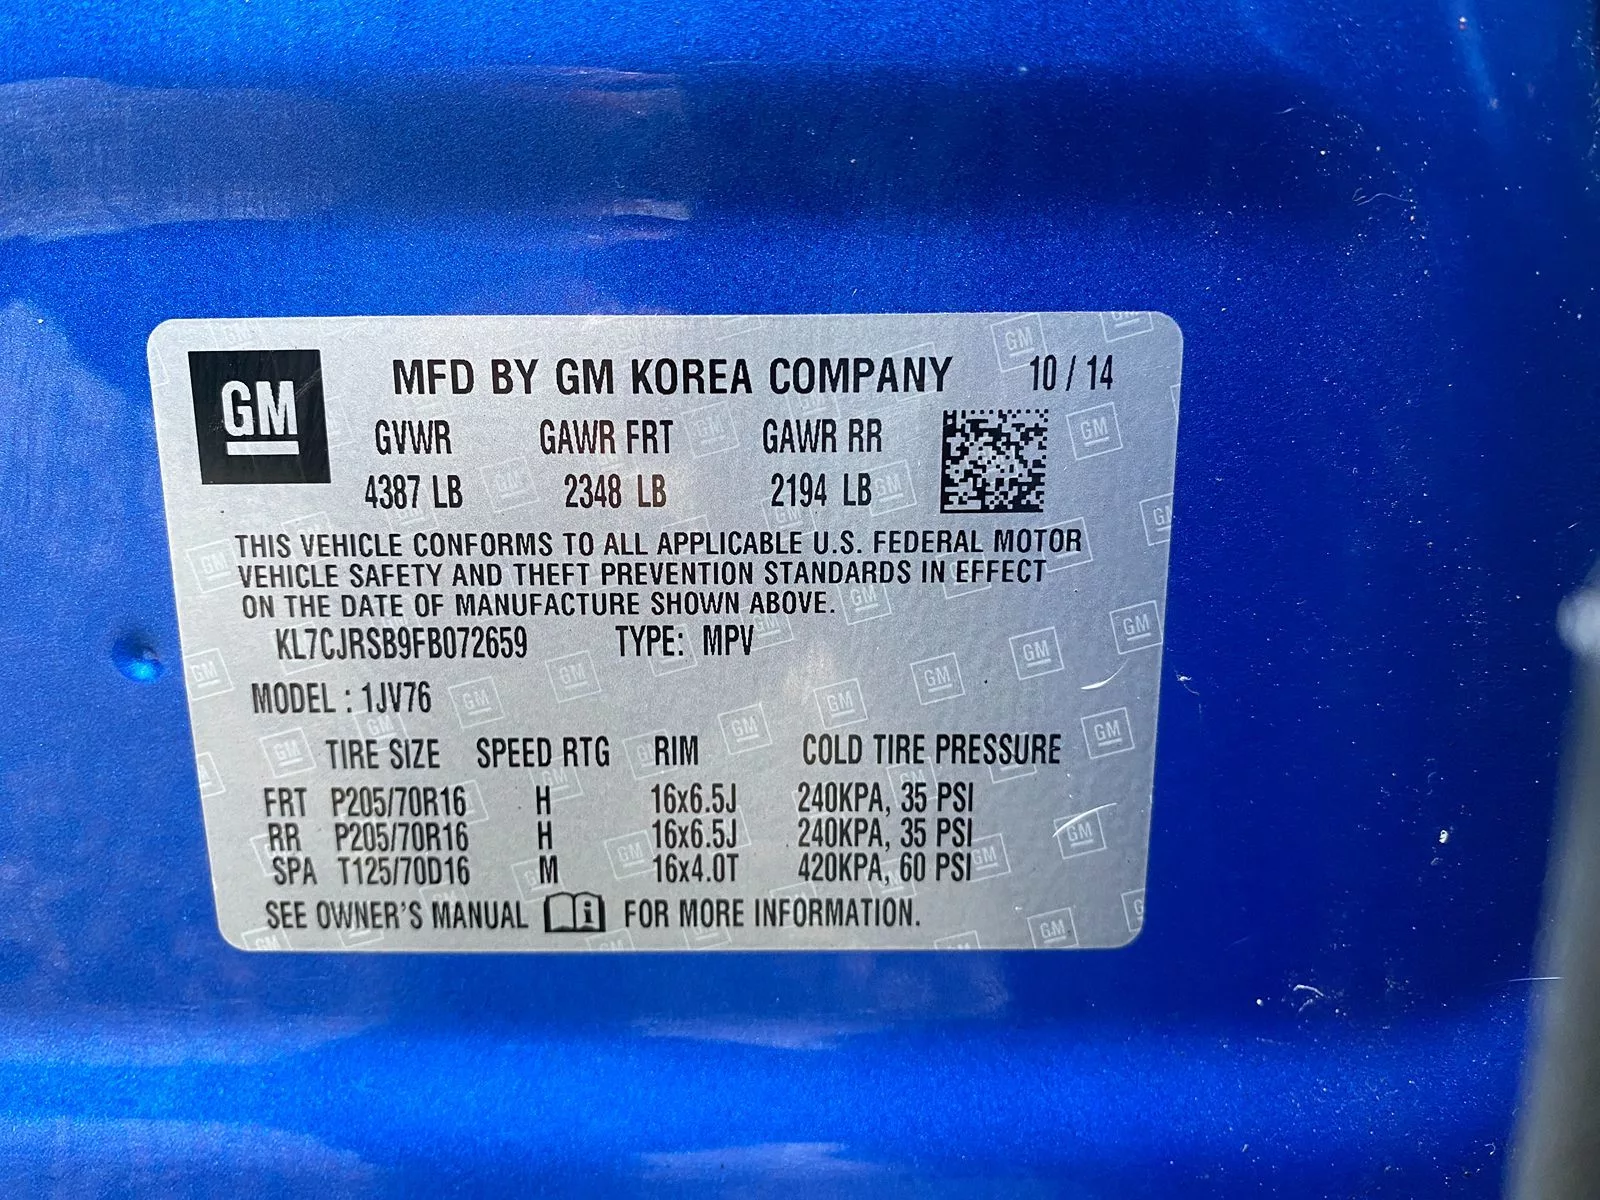 GM
MFD BY GM KOREA COMPANY 10 / 14
GVWR GAWR FRT GAWR RR
4387 LB 2348 LB 2194 LB
THIS VEHICLE CONFORMS TO ALL APPLICABLE U.S. FEDERAL MOTOR
VEHICLE SAFETY AND THEFT PREVENTION STANDARDS IN EFFECT
ON THE DATE OF MANUFACTURE SHOWN ABOVE.
KL7CJRSB9FB072659 TYPE: MPV
MODEL : 1JV76
TIRE SIZE SPEED RTG RIM COLD TIRE PRESSURE
FRT P205/70R16 H 16x6.5J 240KPA, 35 PSI
RR P205/70R16 H 16x6.5J 240KPA, 35 PSI
SPA T125/70D16 M 16x4.0T 420KPA, 60 PSI
SEE OWNER'S MANUAL i FOR MORE INFORMATION.